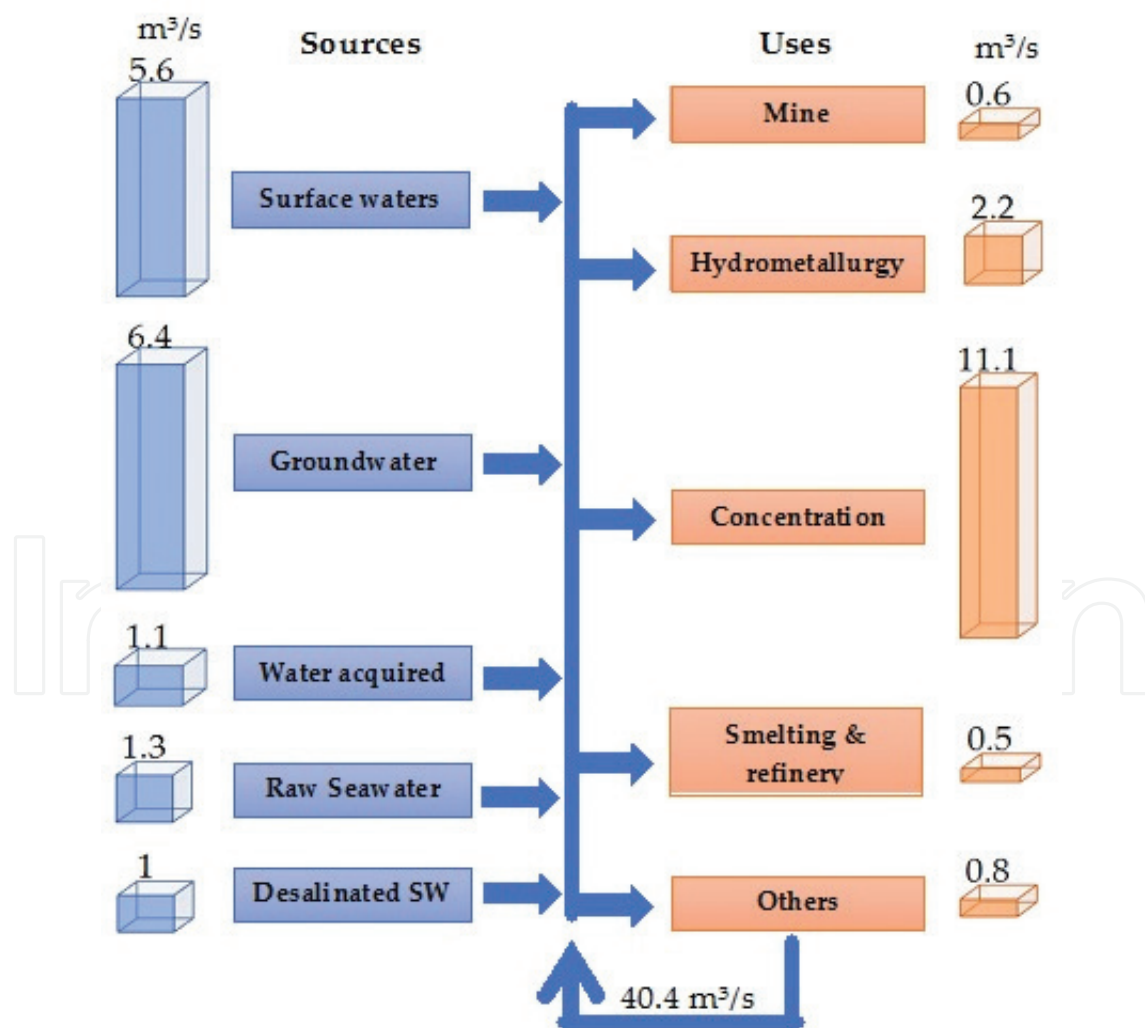 m³/s
Sources
Uses
m³/s
5.6
Surface waters
6.4
Groundwater
1.1
Water acquired
1.3
Raw Seawater
1
Desalinated SW
Mine
0.6
Hydrometallurgy
2.2
Concentration
11.1
Smelting &
refinery
0.5
Others
0.8
40.4 m³/s